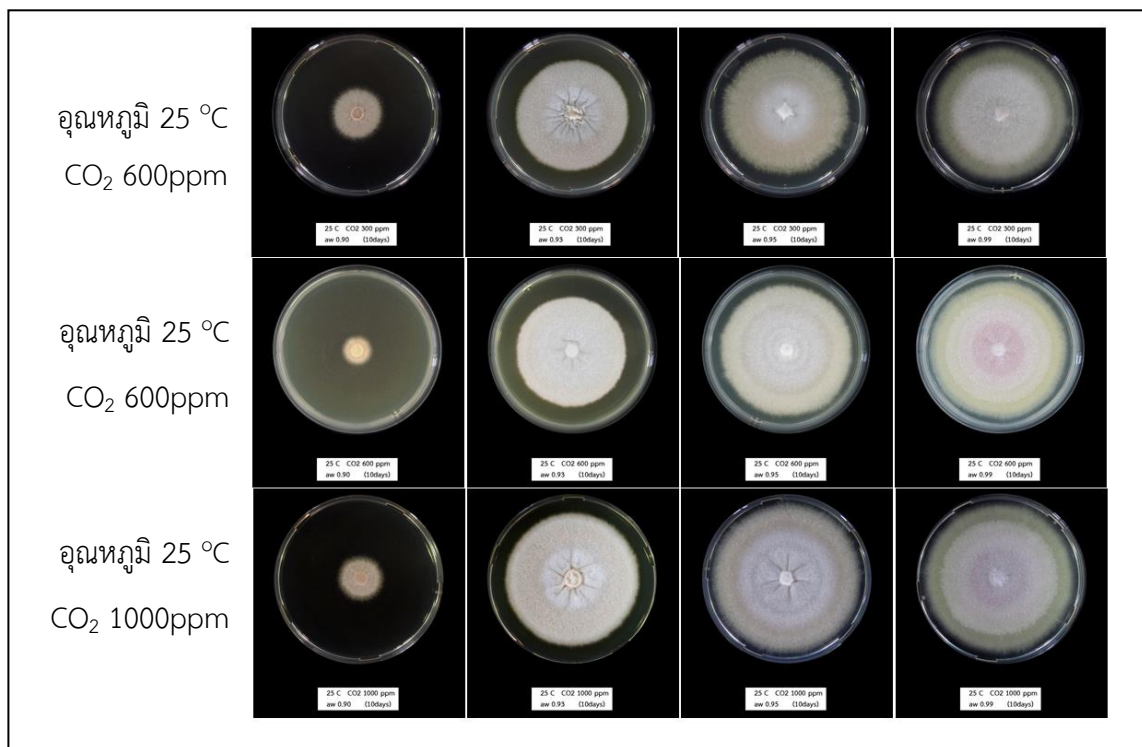 อุณหภูมิ 25 °C
CO₂ 600ppm
25 C CO2 300 ppm
aw 0.90 (10days)
25 C CO2 300 ppm
aw 0.93 (10days)
25 C CO2 300 ppm
aw 0.95 (10days)
25 C CO2 300 ppm
aw 0.99 (10days)
อุณหภูมิ 25 °C
CO₂ 600ppm
25 C CO2 600 ppm
aw 0.90 (10days)
25 C CO2 600 ppm
aw 0.93 (10days)
25 C CO2 600 ppm
aw 0.95 (10days)
25 C CO2 600 ppm
aw 0.99 (10days)
อุณหภูมิ 25 °C
CO₂ 1000ppm
25 C CO2 1000 ppm
aw 0.90 (10days)
25 C CO2 1000 ppm
aw 0.93 (10days)
25 C CO2 1000 ppm
aw 0.95 (10days)
25 C CO2 1000 ppm
aw 0.99 (10days)